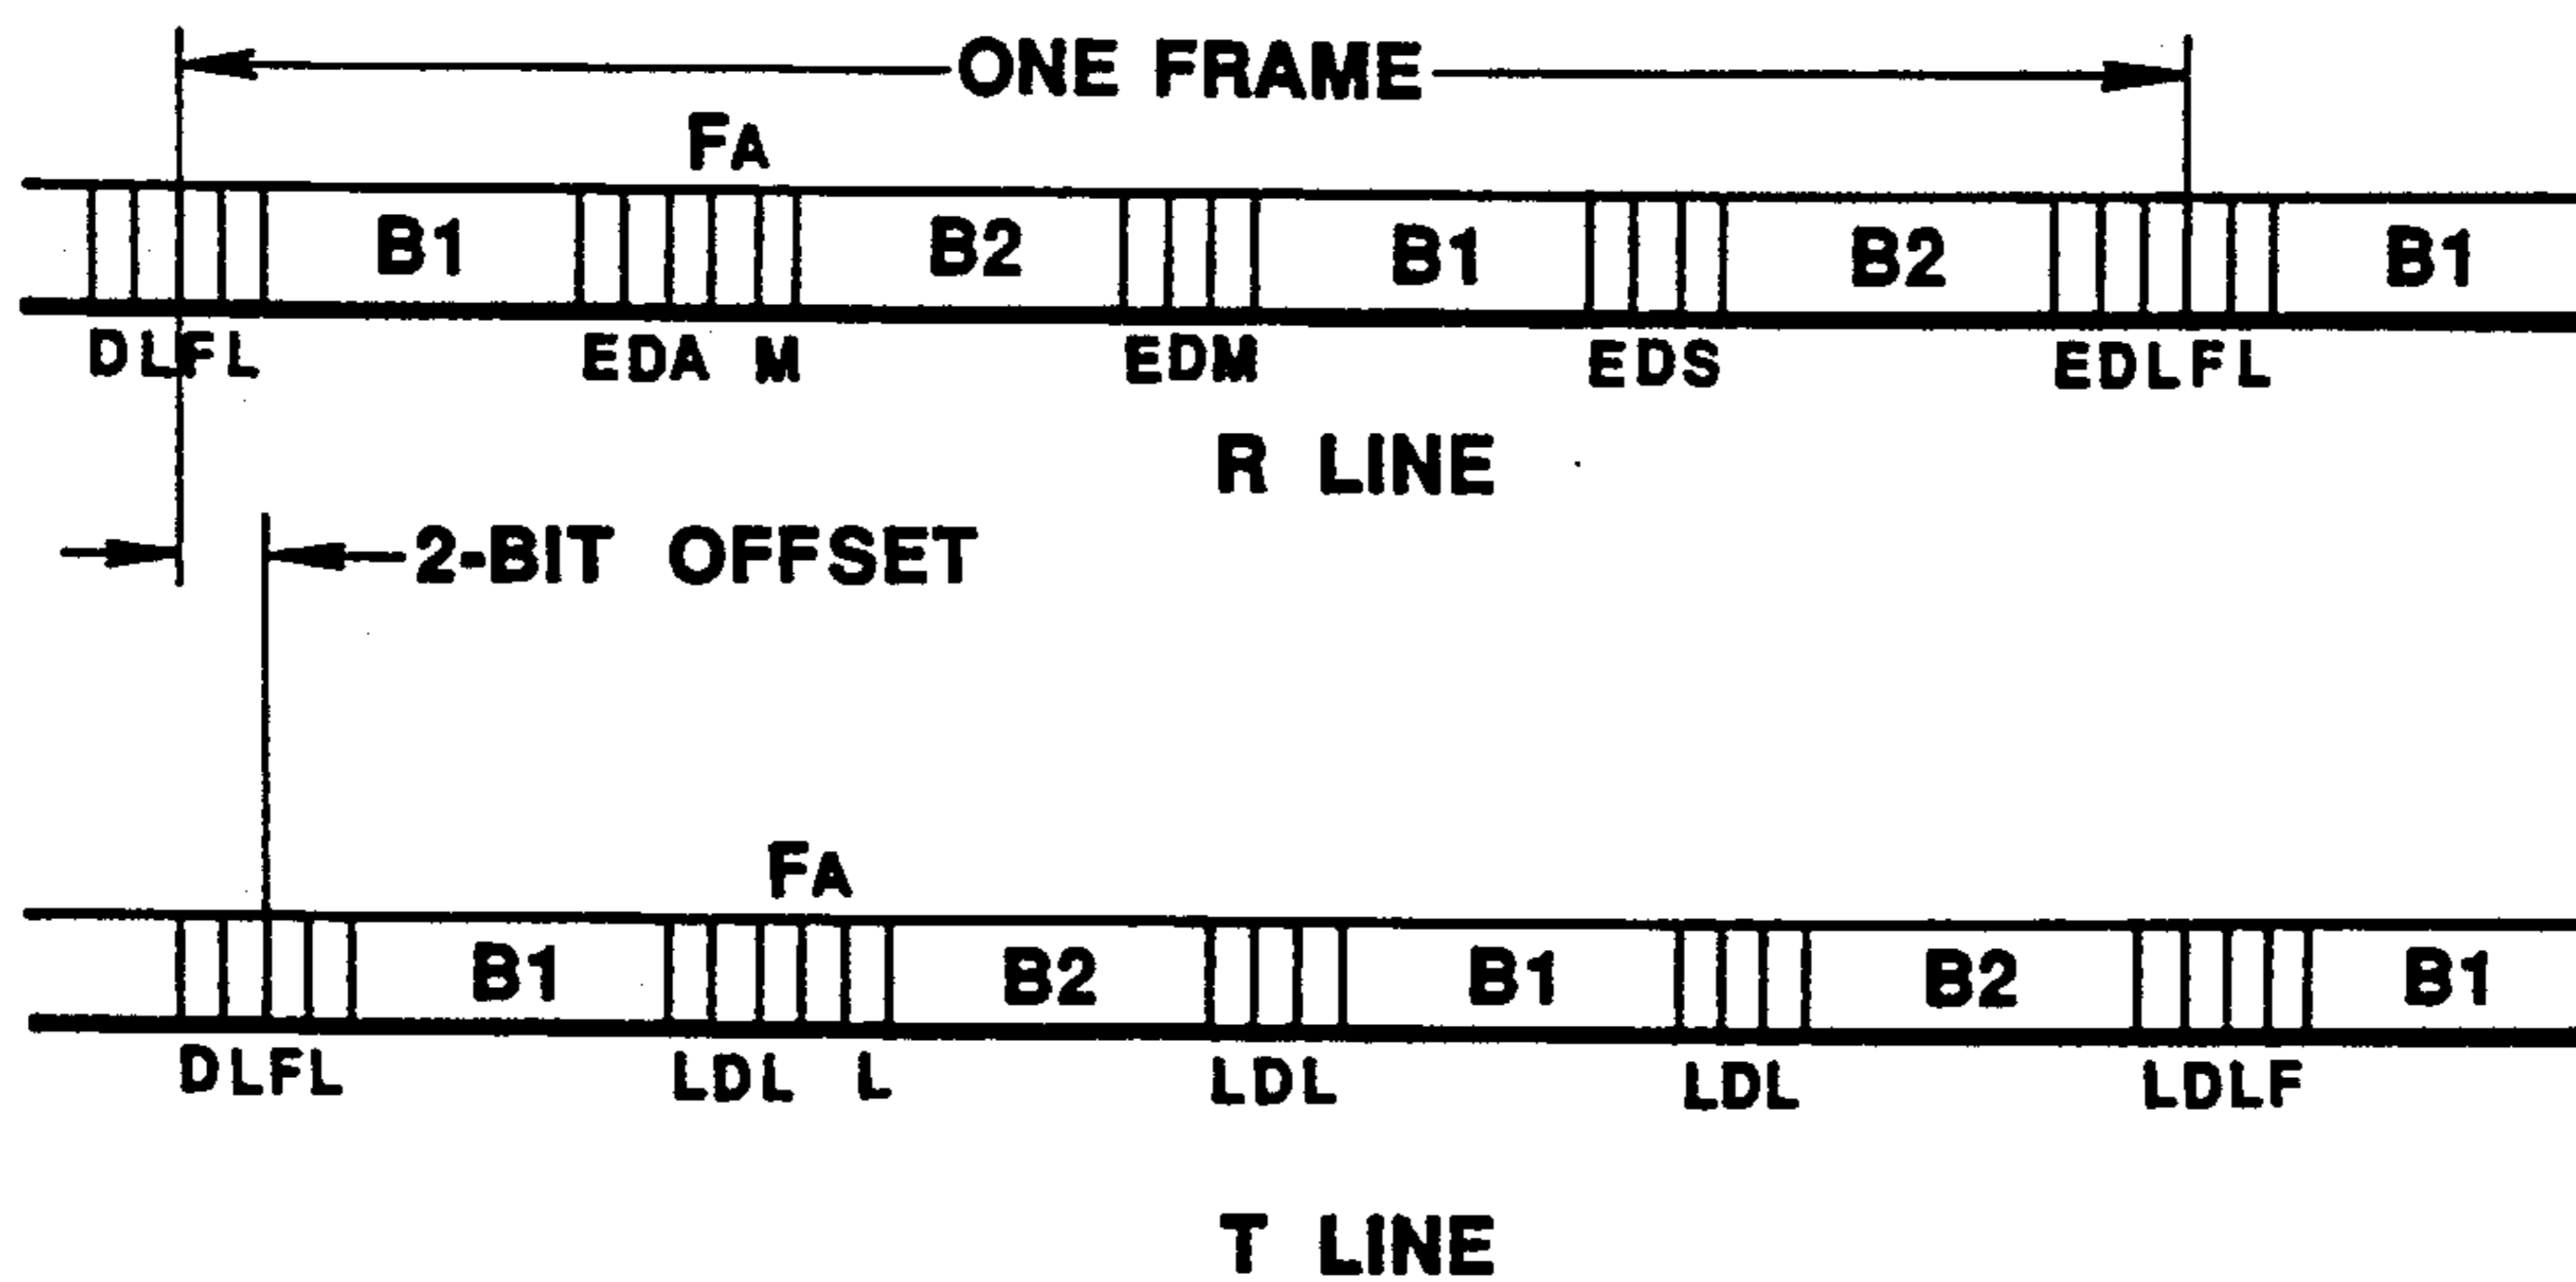 ONE FRAME
FA
B1 B2 B1 B2 B1
DLFL EDA M EDM EDS EDLFL
R LINE
2-BIT OFFSET
FA
B1 B2 B1 B2 B1
DLFL LDL L LDL LDL LDLF
T LINE